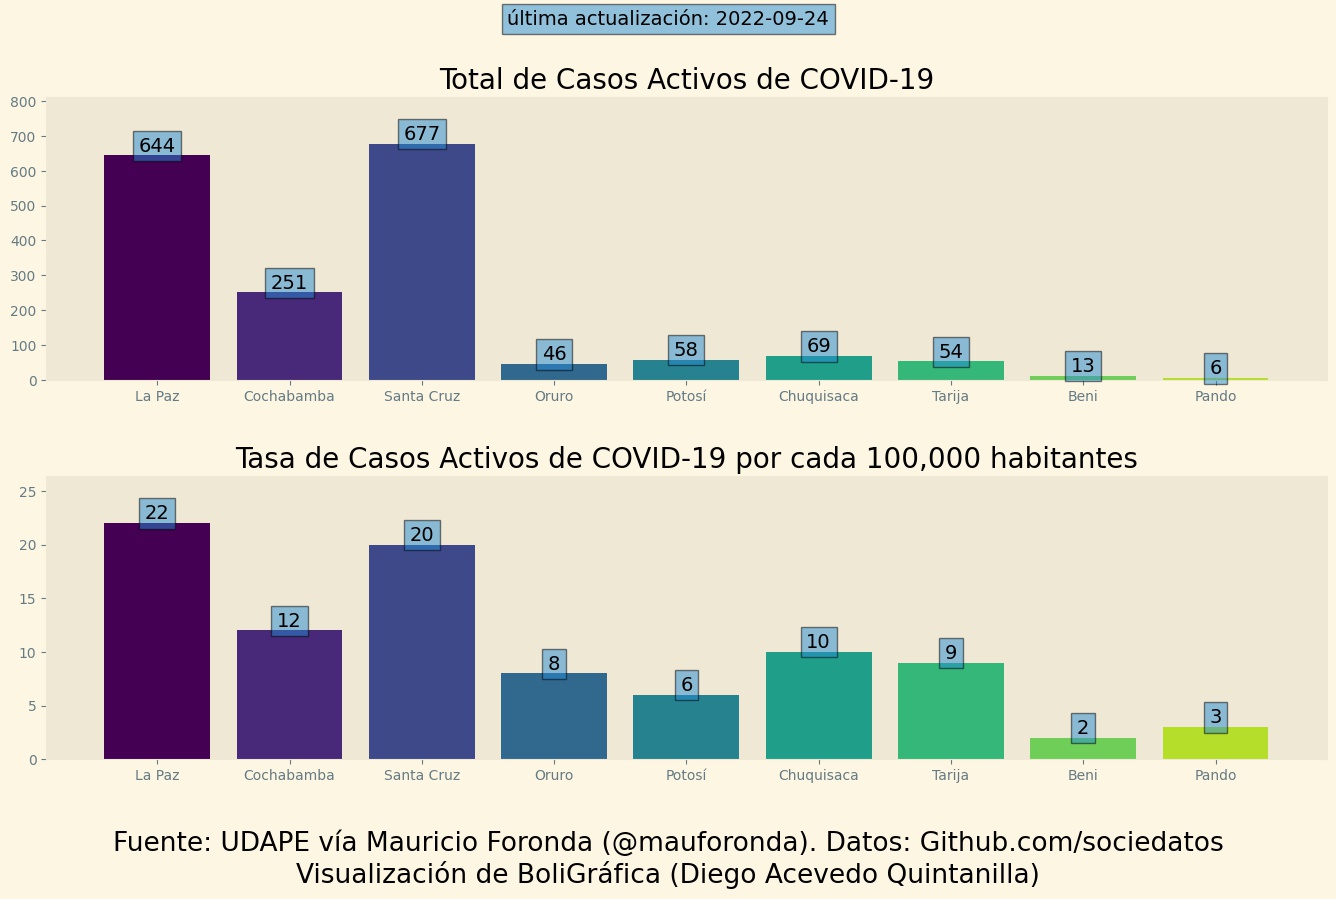 última actualización: 2022-09-24
Total de Casos Activos de COVID-19
800
700
600
500
400
300
200
100
0
644
251
677
46
58
69
54
13
6
La Paz
Cochabamba
Santa Cruz
Oruro
Potosí
Chuquisaca
Tarija
Beni
Pando
Tasa de Casos Activos de COVID-19 por cada 100,000 habitantes
25
20
15
10
5
0
22
12
20
8
6
10
9
2
3
La Paz
Cochabamba
Santa Cruz
Oruro
Potosí
Chuquisaca
Tarija
Beni
Pando
Fuente: UDAPE vía Mauricio Foronda (@mauforonda). Datos: Github.com/sociedatos
Visualización de BoliGráfica (Diego Acevedo Quintanilla)